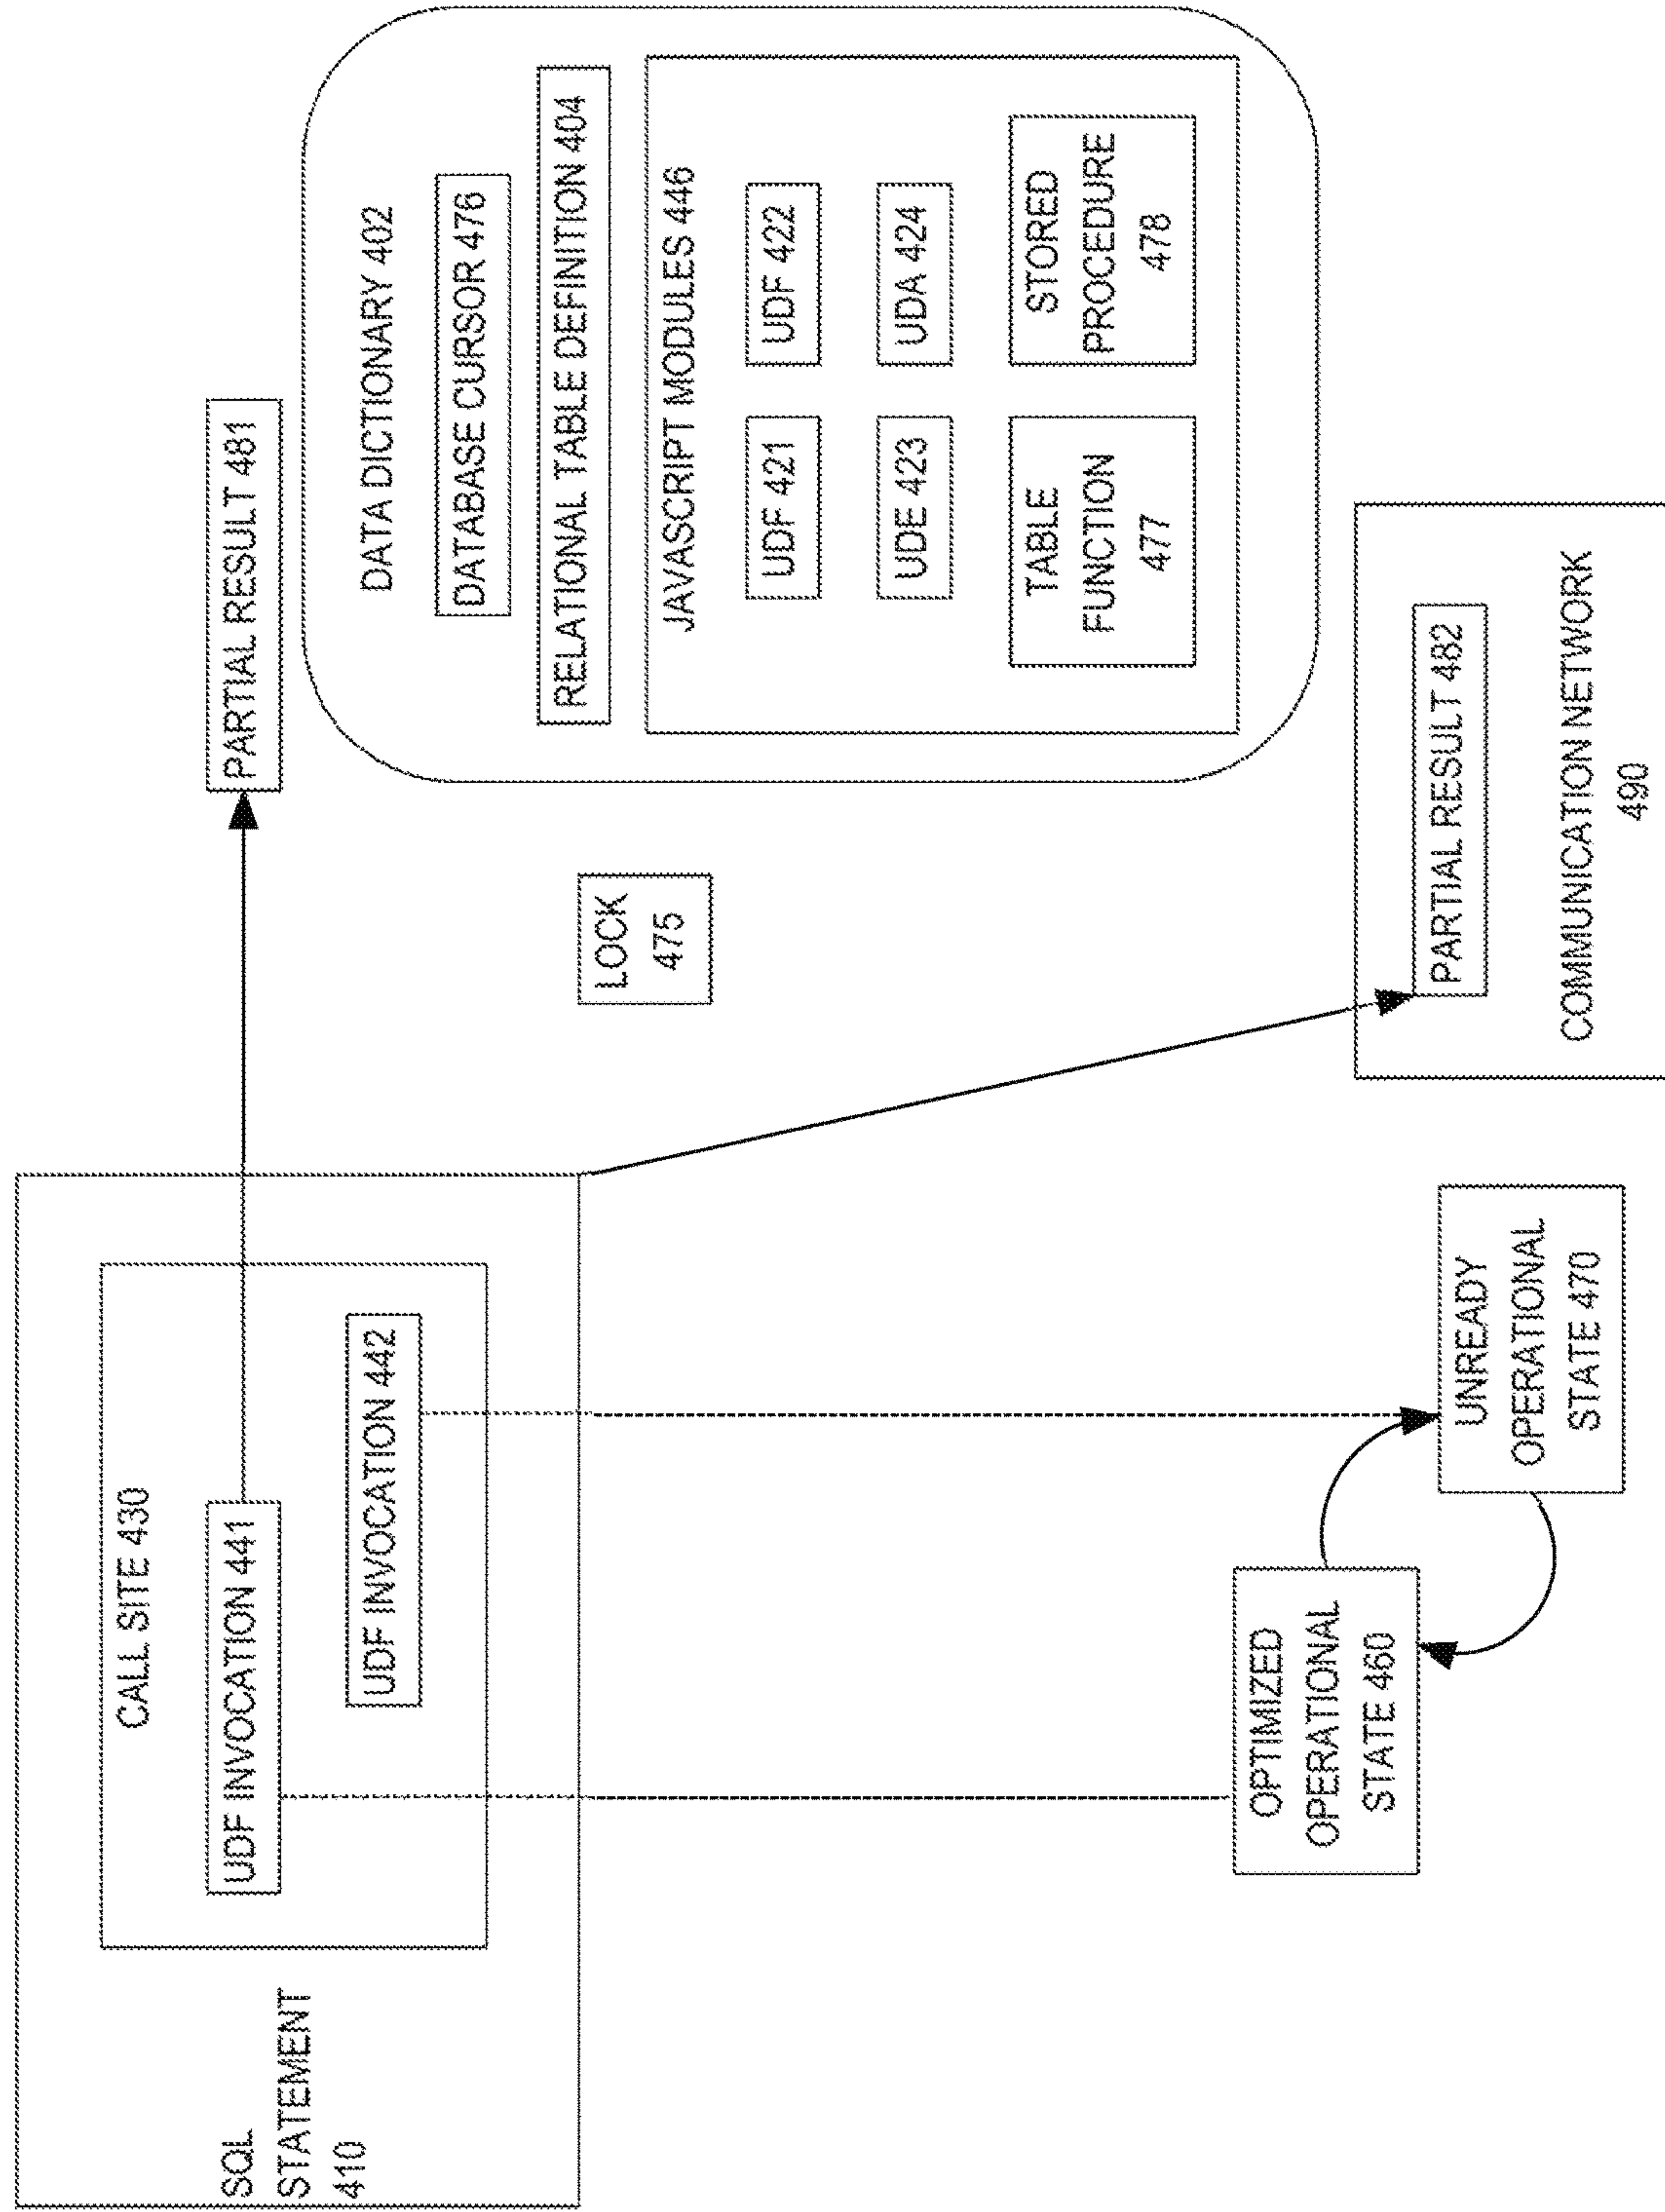 SQL
STATEMENT
410
CALL SITE 430
UDF INVOCATION 441
UDF INVOCATION 442
PARTIAL RESULT 481
LOCK
475
DATA DICTIONARY 402
DATABASE CURSOR 476
RELATIONAL TABLE DEFINITION 404
JAVASCRIPT MODULES 446
UDF 421
UDF 422
UDE 423
UDA 424
TABLE
FUNCTION
477
STORED
PROCEDURE
478
OPTIMIZED
OPERATIONAL
STATE 460
UNREADY
OPERATIONAL
STATE 470
PARTIAL RESULT 482
COMMUNICATION NETWORK
490